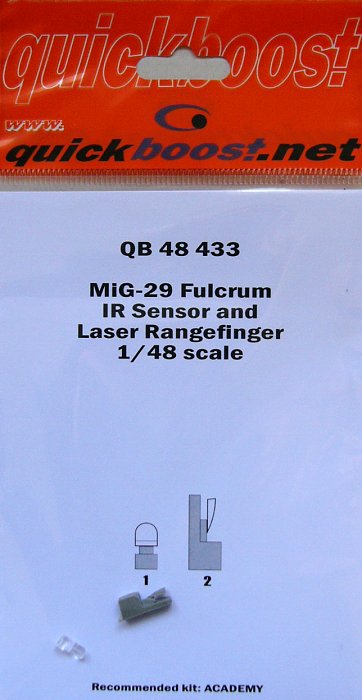 quickboost
www.
quickboost.net
QB 48 433
MiG-29 Fulcrum
IR Sensor and
Laser Rangefinger
1/48 scale
1 2
Recommended kit: ACADEMY